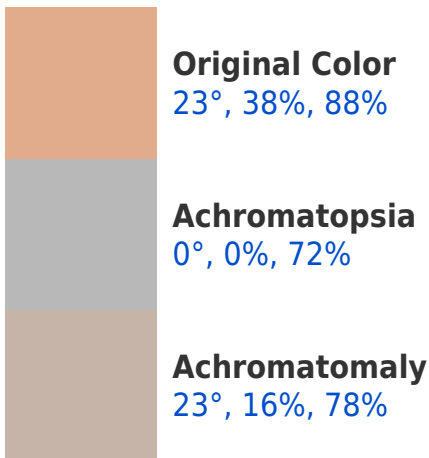 Original Color
23°, 38%, 88%
Achromatopsia
0°, 0%, 72%
Achromatomaly
23°, 16%, 78%